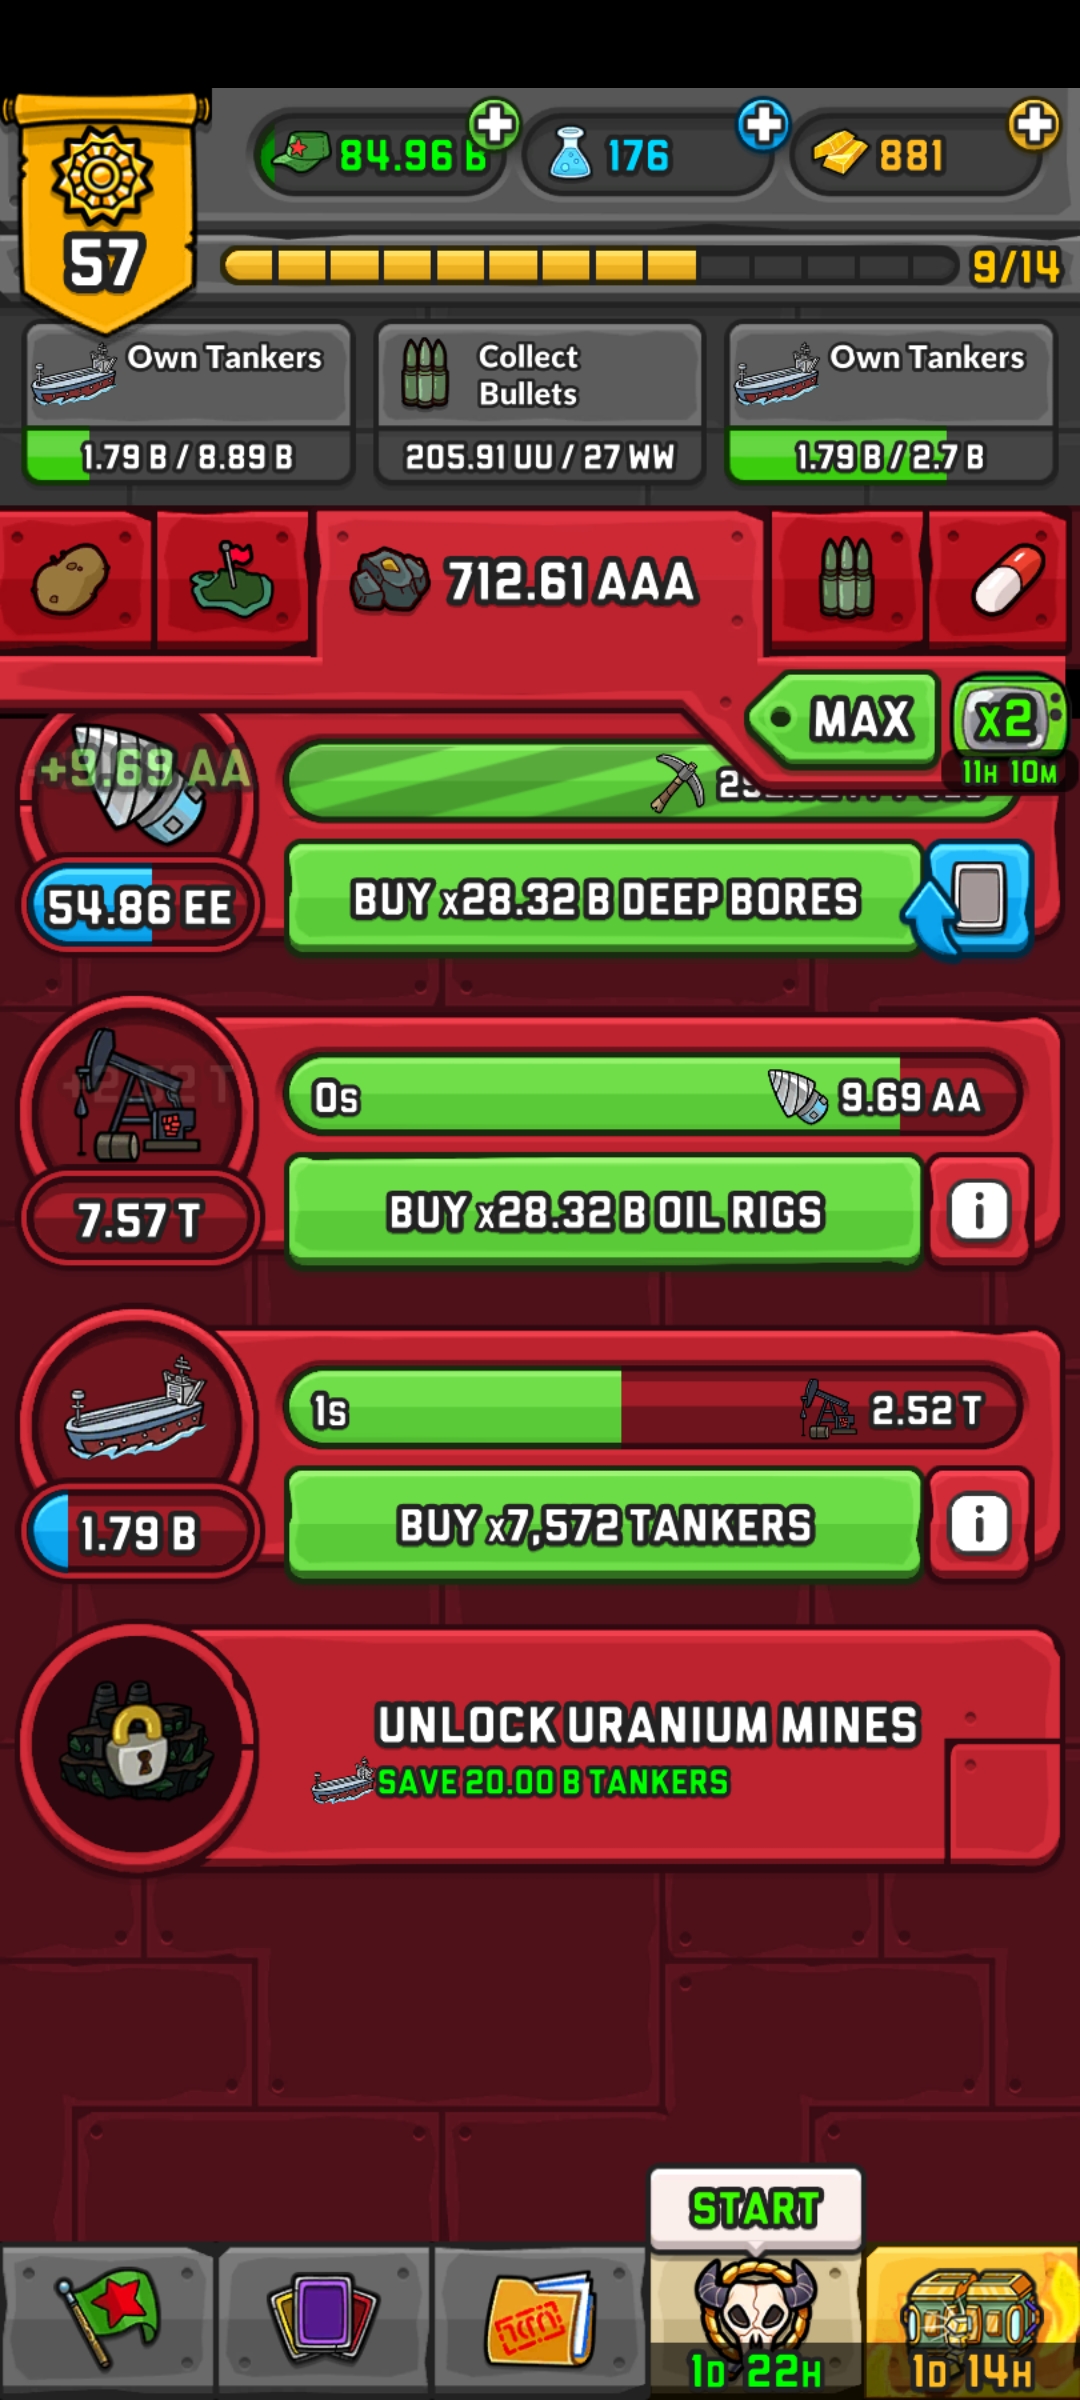 57
84.96 B
176
881
9/14
Own Tankers
1.79 B / 8.89 B
Collect
Bullets
205.91 UU / 27 WW
Own Tankers
1.79 B / 2.7 B
712.61 AAA
MAX
x2
11H 10M
+9.69 AA
54.86 EE
BUY x28.32 B DEEP BORES
+2.52 T
0s
9.69 AA
7.57 T
BUY x28.32 B OIL RIGS
i
1s
2.52 T
1.79 B
BUY x7,572 TANKERS
i
UNLOCK URANIUM MINES
SAVE 20.00 B TANKERS
START
1D 22H
1D 14H